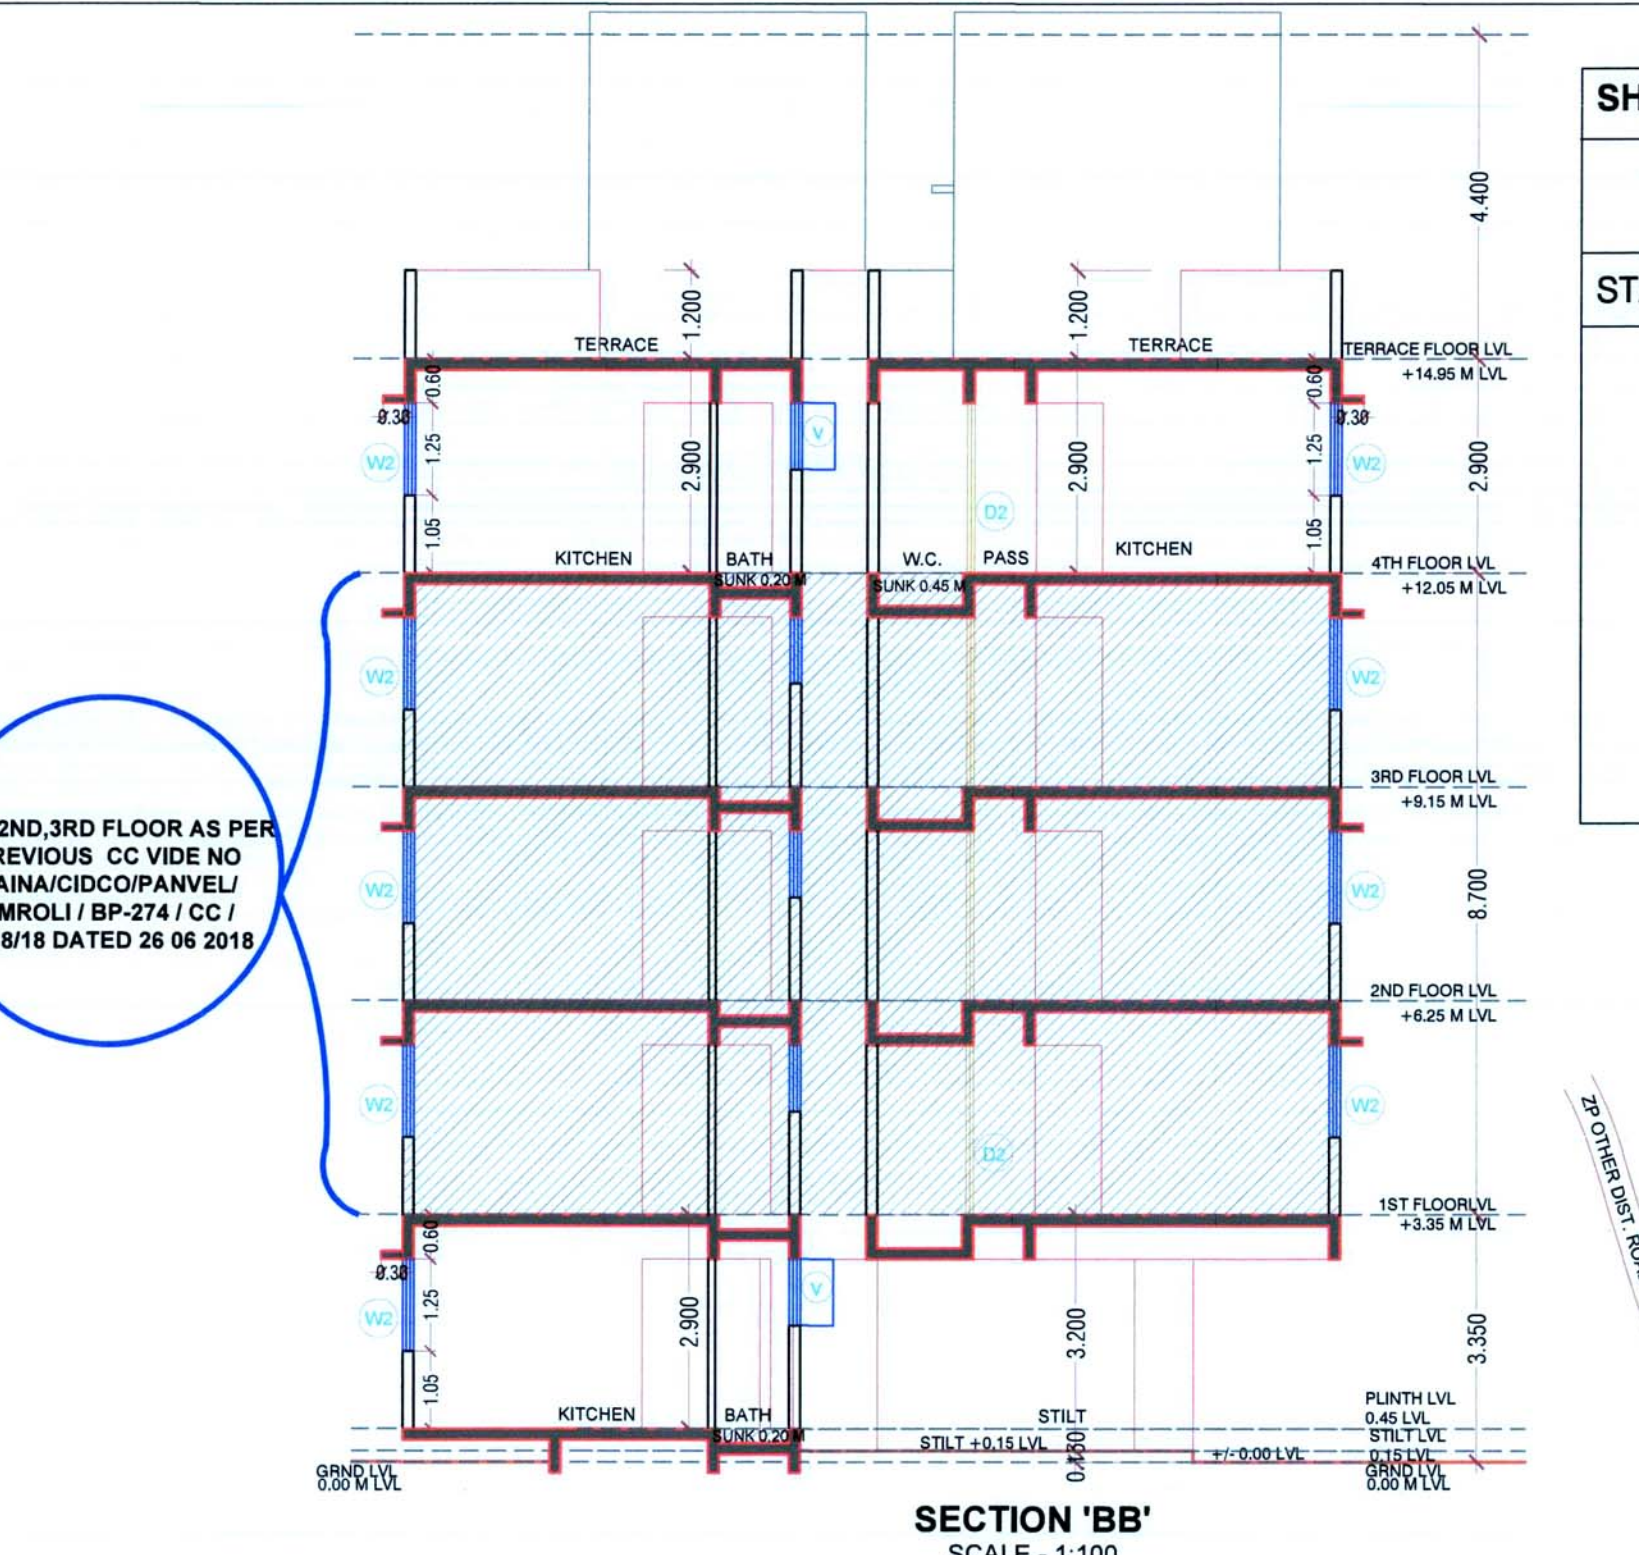 SH
ST
4.400
1.200
1.200
TERRACE
TERRACE
TERRACE FLOOR LVL
+14.95 M LVL
0.60
0.60
0.30
0.30
W2
1.25
2.900
V
2.900
1.25
W2
2.900
D2
1.05
1.05
KITCHEN
BATH
W.C.
PASS
KITCHEN
4TH FLOOR LVL
SUNK 0.20 M
SUNK 0.45 M
+12.05 M LVL
W2
W2
3RD FLOOR LVL
+9.15 M LVL
2ND,3RD FLOOR AS PER
REVIOUS CC VIDE NO
AINA/CIDCO/PANVEL/
MROLI / BP-274 / CC /
8/18 DATED 26 06 2018
W2
W2
8.700
2ND FLOOR LVL
+6.25 M LVL
W2
W2
D2
ZP OTHER DIST. ROA
1ST FLOORLVL
+3.35 M LVL
0.60
0.30
W2
1.25
2.900
V
3.200
3.350
1.05
KITCHEN
BATH
STILT
PLINTH LVL
0.45 LVL
SUNK 0.20 M
STILT +0.15 LVL
STILT LVL
0.15 LVL
+/- 0.00 LVL
GRND LVL
0.00 M LVL
GRND LVL
0.00 M LVL
SECTION 'BB'
SCALE - 1:100